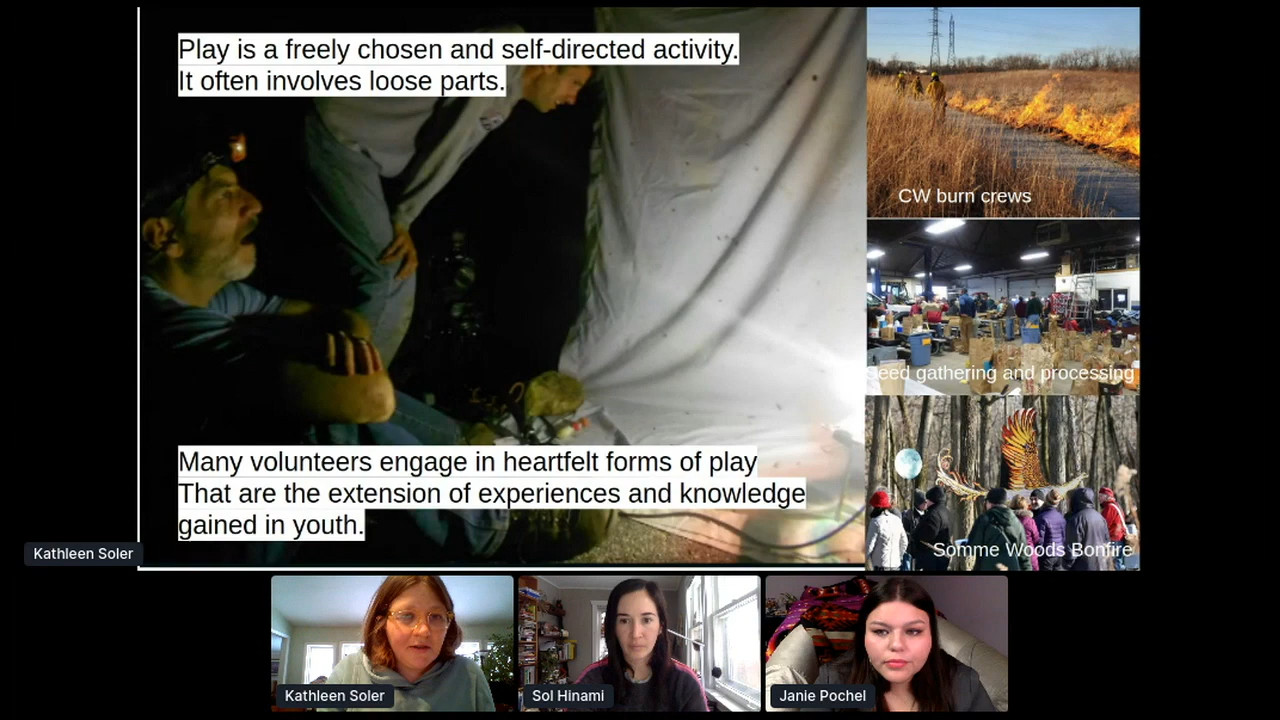 Play is a freely chosen and self-directed activity.
It often involves loose parts.
CW burn crews
Seed gathering and processing
Many volunteers engage in heartfelt forms of play
That are the extension of experiences and knowledge
gained in youth.
Somme Woods Bonfire
Kathleen Soler
Kathleen Soler
Sol Hinami
Janie Pochel